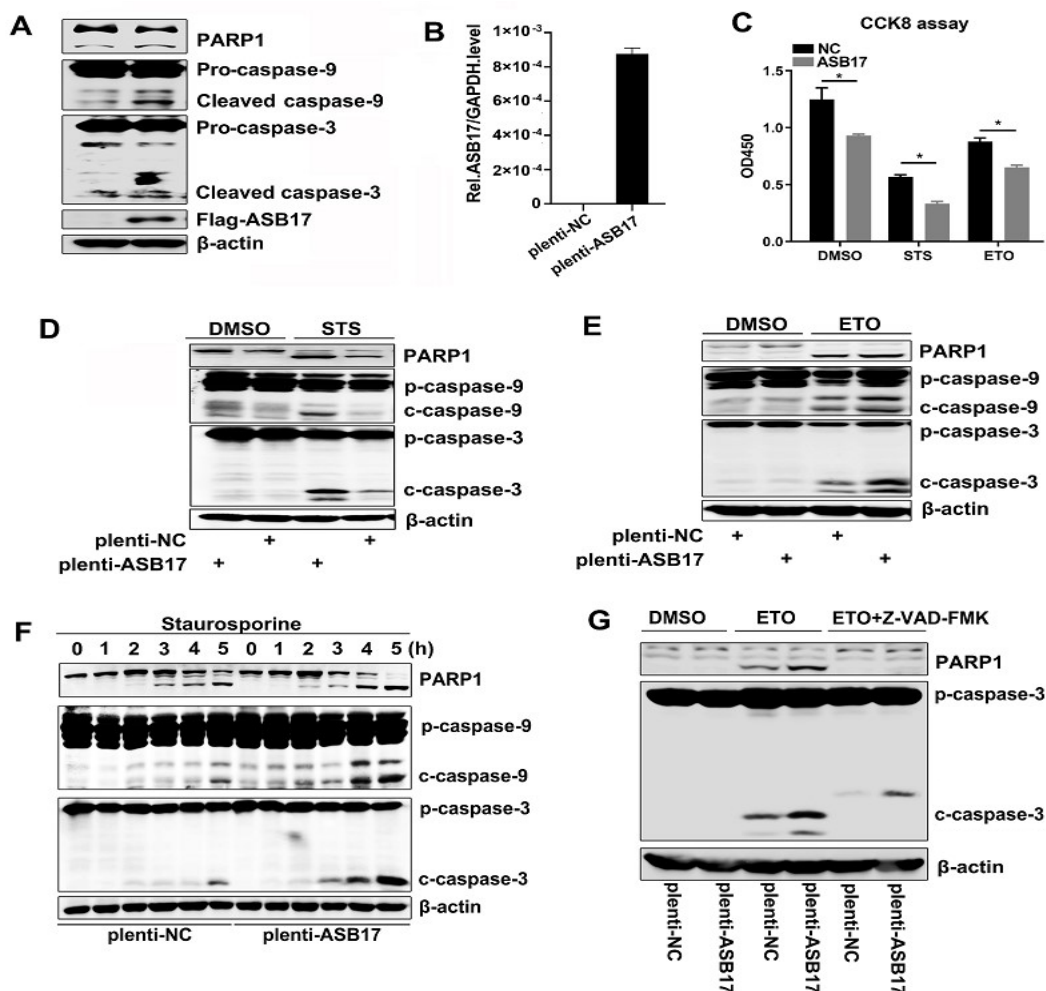 A
PARP1
Pro-caspase-9
Cleaved caspase-9
Pro-caspase-3
Cleaved caspase-3
Flag-ASB17
β-actin
B
Rel.ASB17/GAPDH.level
1×10⁻³
8×10⁻⁴
6×10⁻⁴
4×10⁻⁴
2×10⁻⁴
0
plenti-NC
plenti-ASB17
C
CCK8 assay
NC
ASB17
OD450
1.5
1.0
0.5
0.0
* * *
DMSO STS ETO
D
DMSO STS
PARP1
p-caspase-9
c-caspase-9
p-caspase-3
c-caspase-3
β-actin
plenti-NC + +
plenti-ASB17 + +
E
DMSO ETO
PARP1
p-caspase-9
c-caspase-9
p-caspase-3
c-caspase-3
β-actin
plenti-NC + +
plenti-ASB17 + +
F
Staurosporine
0 1 2 3 4 5 0 1 2 3 4 5 (h)
PARP1
p-caspase-9
c-caspase-9
p-caspase-3
c-caspase-3
β-actin
plenti-NC plenti-ASB17
G
DMSO ETO ETO+Z-VAD-FMK
PARP1
p-caspase-3
c-caspase-3
β-actin
plenti-NC
plenti-ASB17
plenti-NC
plenti-ASB17
plenti-NC
plenti-ASB17